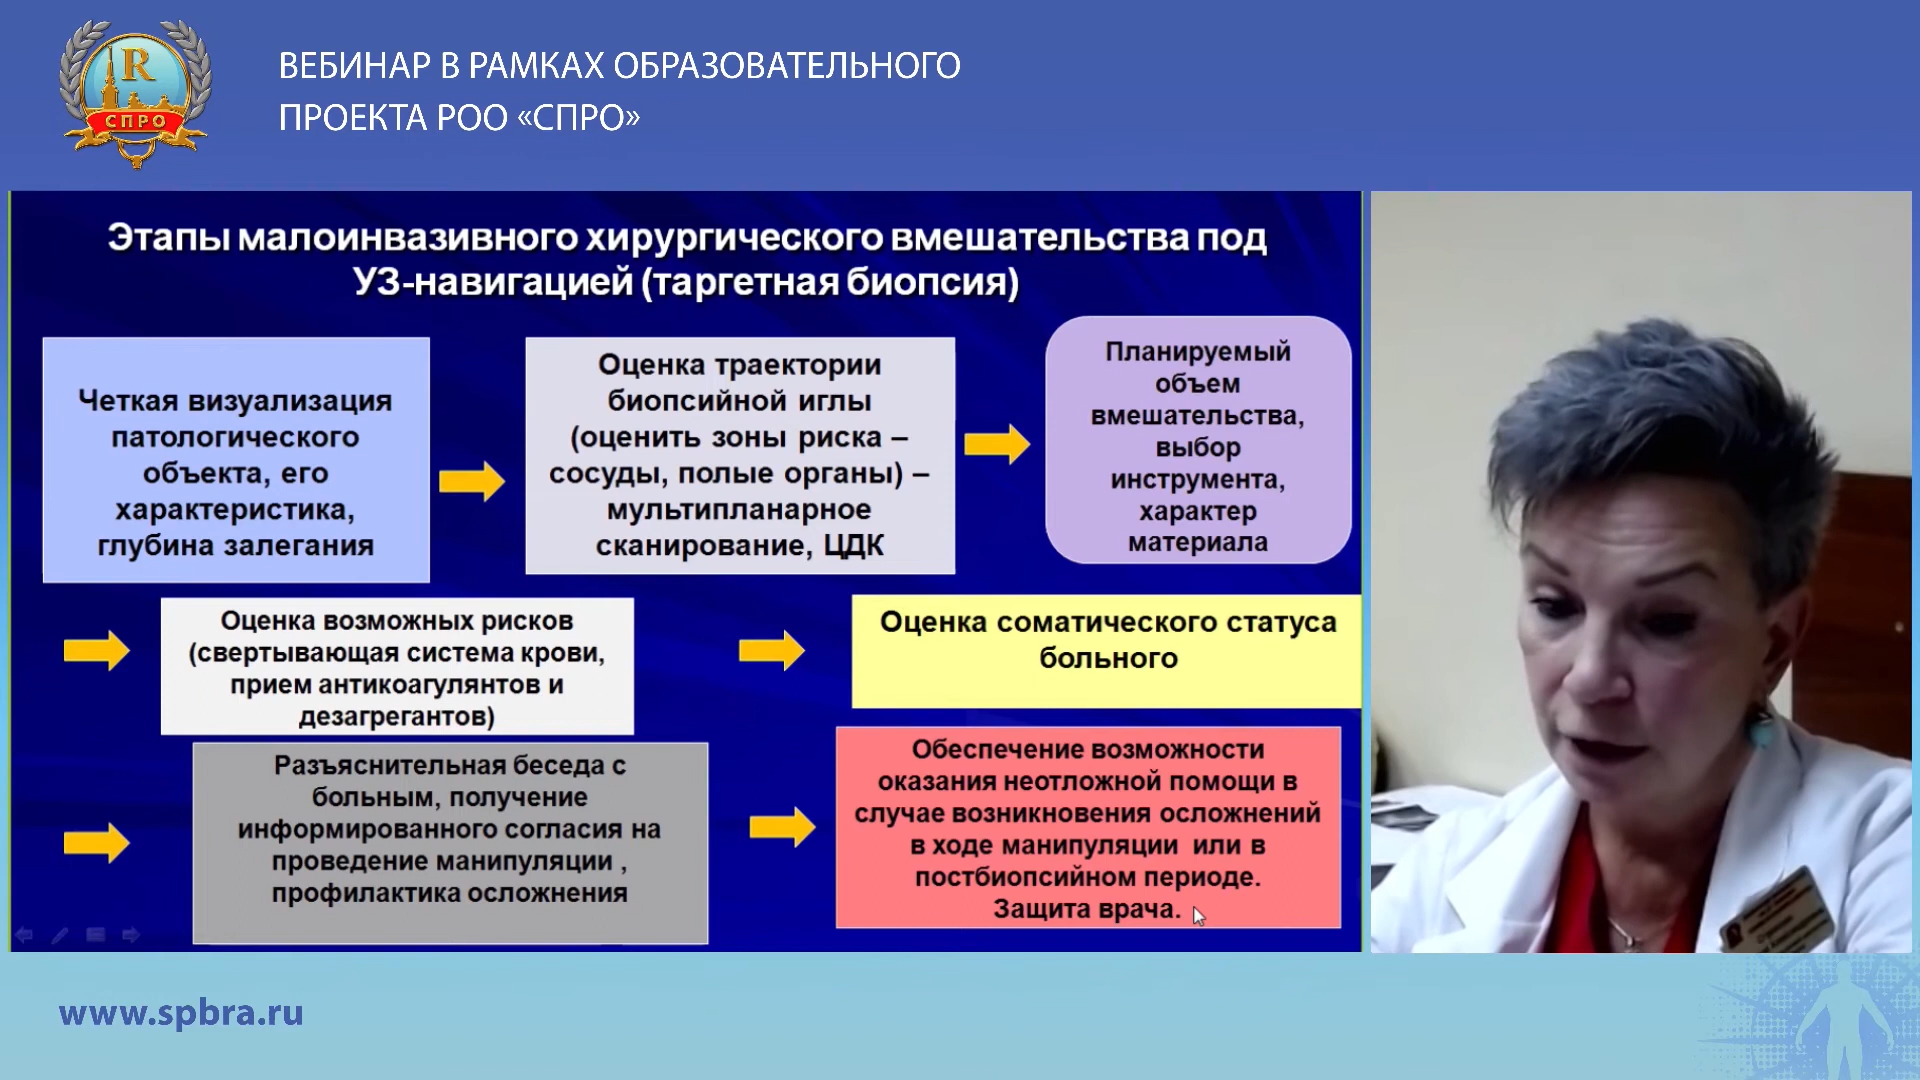 R
СПРО
ВЕБИНАР В РАМКАХ ОБРАЗОВАТЕЛЬНОГО
ПРОЕКТА РОО «СПРО»
Этапы малоинвазивного хирургического вмешательства под
УЗ-навигацией (таргетная биопсия)
Четкая визуализация
патологического
объекта, его
характеристика,
глубина залегания
Оценка траектории
биопсийной иглы
(оценить зоны риска –
сосуды, полые органы) –
мультипланарное
сканирование, ЦДК
Планируемый
объем
вмешательства,
выбор
инструмента,
характер
материала
Оценка возможных рисков
(свертывающая система крови,
прием антикоагулянтов и
дезагрегантов)
Оценка соматического статуса
больного
Разъяснительная беседа с
больным, получение
информированного согласия на
проведение манипуляции ,
профилактика осложнения
Обеспечение возможности
оказания неотложной помощи в
случае возникновения осложнений
в ходе манипуляции или в
постбиопсийном периоде.
Защита врача.
www.spbra.ru